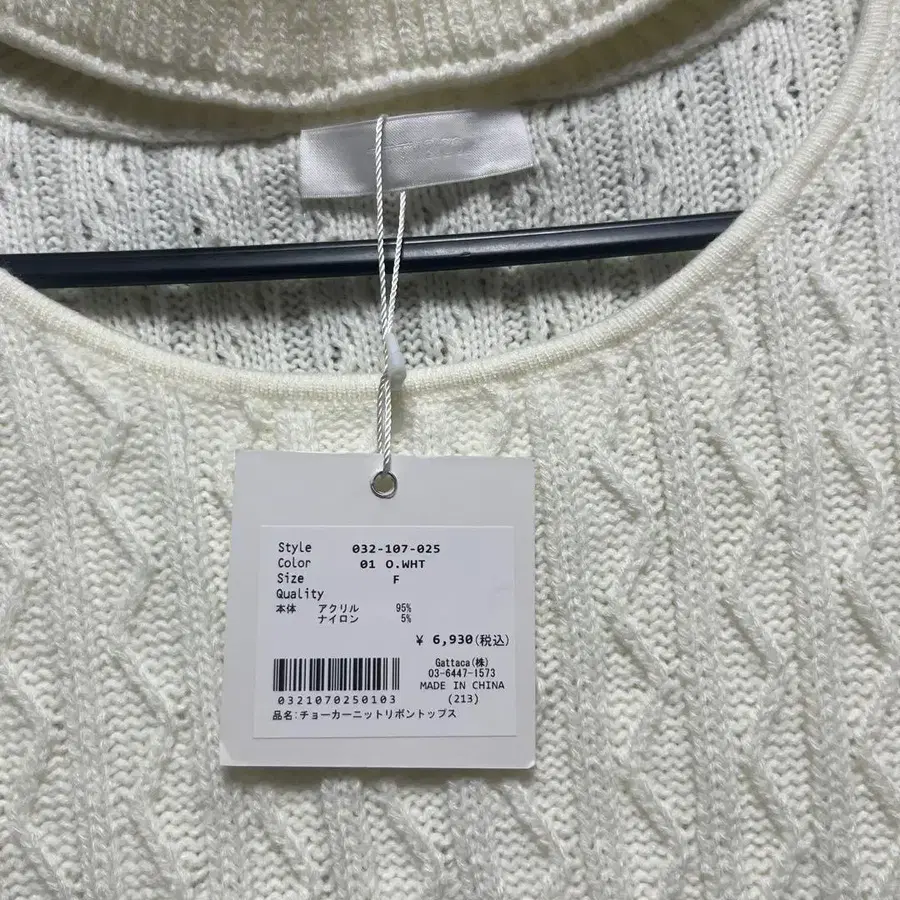 Style 032-107-025
Color 01 O.WHT
Size F
Quality
本体 アクリル 95%
ナイロン 5%
¥ 6,930(税込)
Gattaca(株)
03-6447-1573
MADE IN CHINA
(213)
0321070250103
品名:チョーカーニットリボントップス